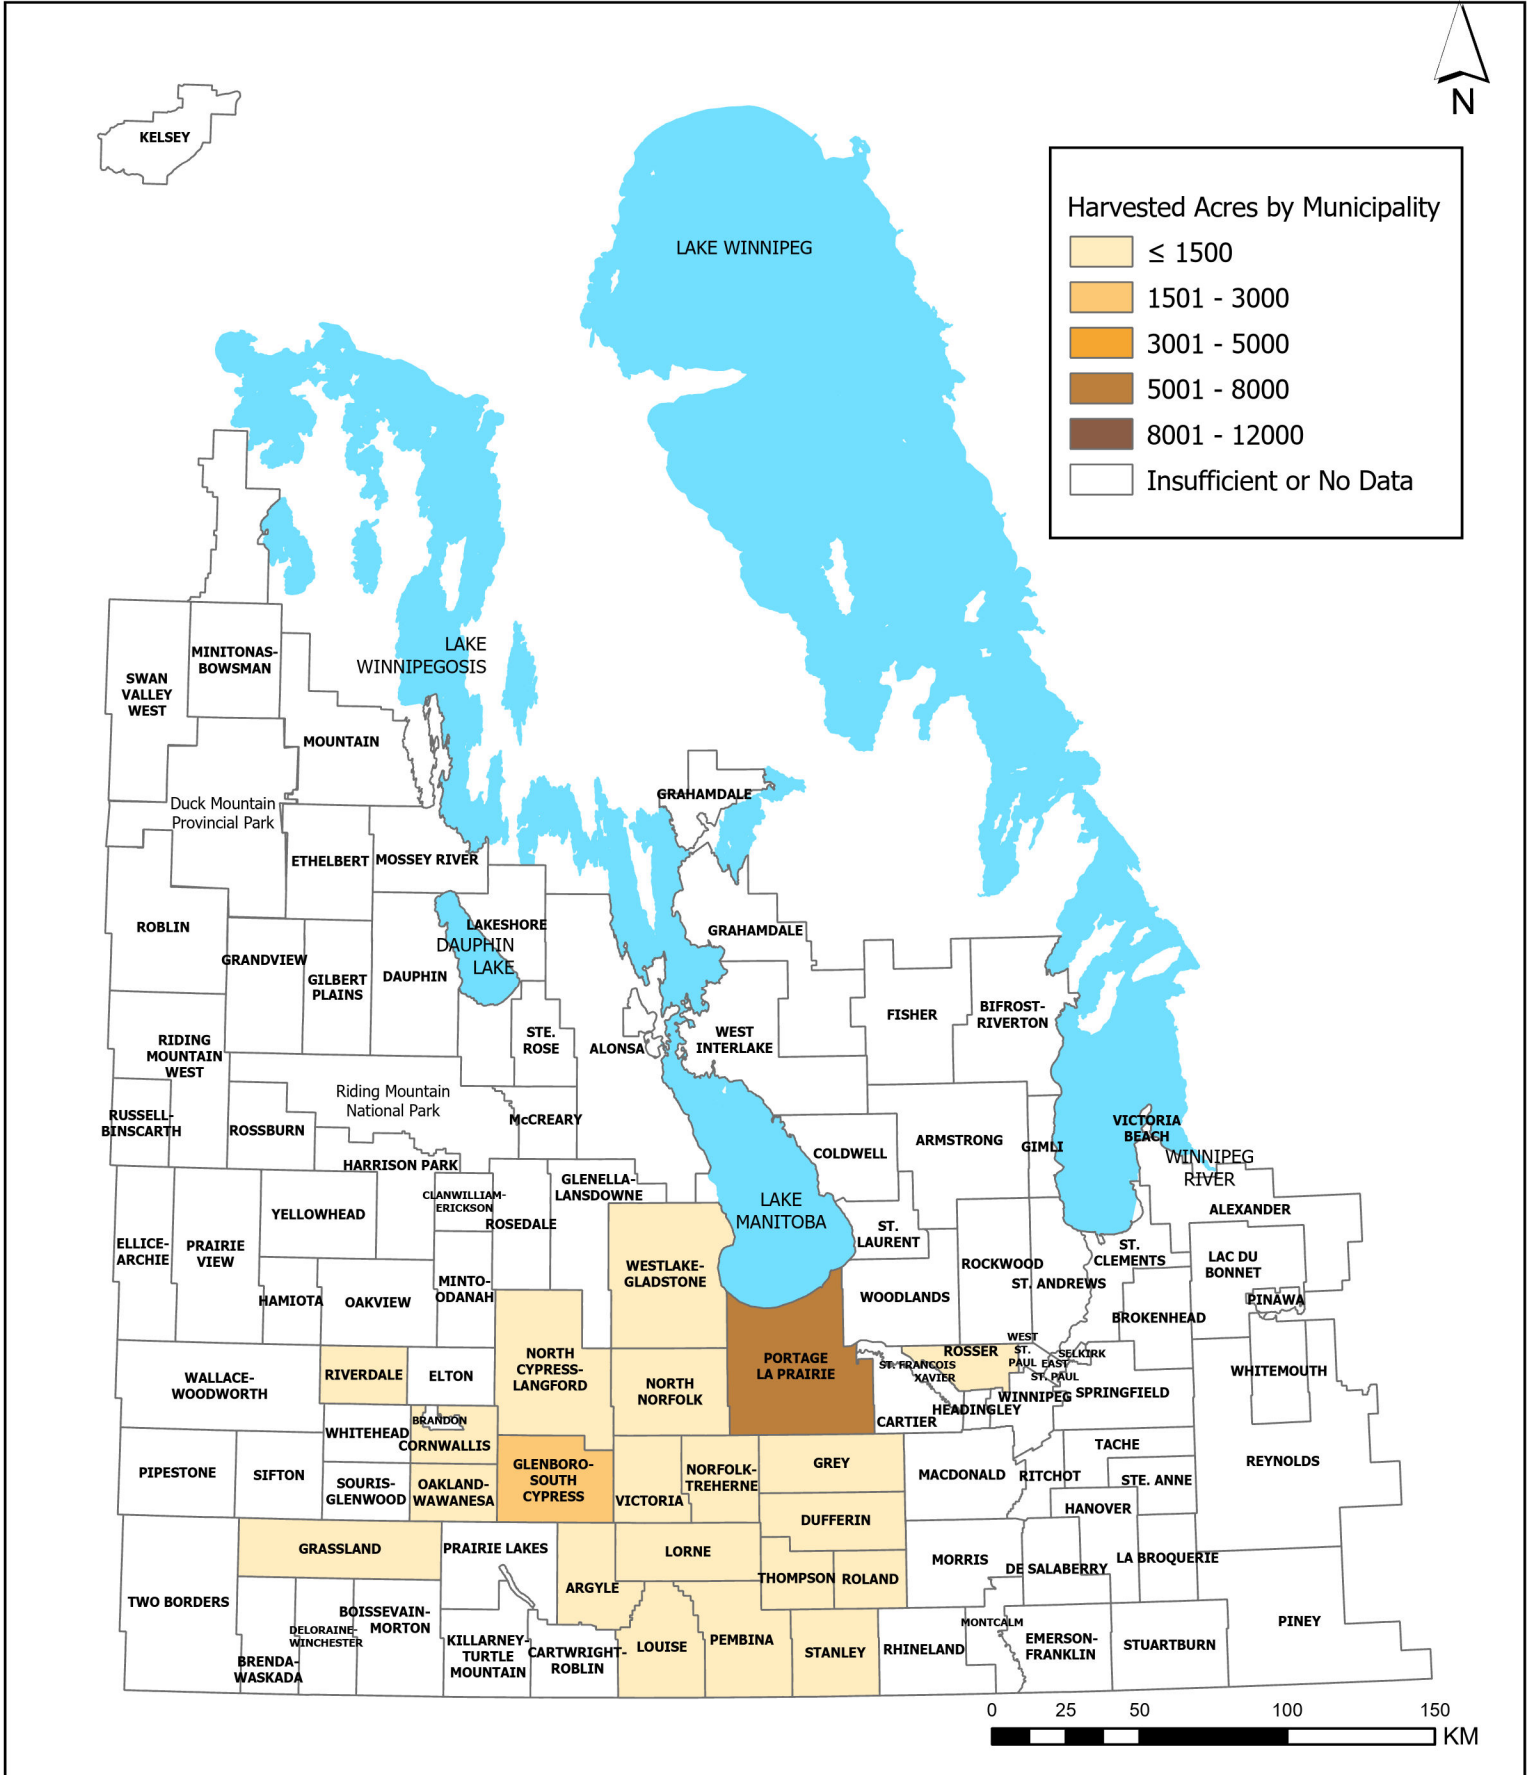 N
KELSEY
Harvested Acres by Municipality
≤ 1500
1501 - 3000
3001 - 5000
5001 - 8000
8001 - 12000
Insufficient or No Data
LAKE WINNIPEG
LAKE
WINNIPEGOSIS
MINITONAS-
BOWSMAN
SWAN
VALLEY
WEST
MOUNTAIN
GRAHAMDALE
Duck Mountain
Provincial Park
ETHELBERT
MOSSEY RIVER
ROBLIN
LAKESHORE
GRAHAMDALE
DAUPHIN
LAKE
GRANDVIEW
GILBERT
PLAINS
DAUPHIN
FISHER
BIFROST-
RIVERTON
STE.
ROSE
ALONSA
WEST
INTERLAKE
RIDING
MOUNTAIN
WEST
Riding Mountain
National Park
RUSSELL-
BINSCARTH
ROSSBURN
McCREARY
VICTORIA
BEACH
ARMSTRONG
GIMLI
COLDWELL
WINNIPEG
RIVER
HARRISON PARK
GLENELLA-
LANSDOWNE
CLANWILLIAM-
ERICKSON
ROSEDALE
LAKE
MANITOBA
YELLOWHEAD
ALEXANDER
ELLICE-
ARCHIE
PRAIRIE
VIEW
ST.
LAURENT
ST.
CLEMENTS
LAC DU
BONNET
WESTLAKE-
GLADSTONE
ROCKWOOD
ST. ANDREWS
HAMIOTA
OAKVIEW
MINTO-
ODANAH
WOODLANDS
PINAWA
BROKENHEAD
WEST
ST.
PAUL
ROSSER
SELKIRK
EAST
ST. PAUL
ST. FRANCOIS
XAVIER
NORTH
CYPRESS-
LANGFORD
PORTAGE
LA PRAIRIE
WHITEMOUTH
WALLACE-
WOODWORTH
RIVERDALE
ELTON
NORTH
NORFOLK
WINNIPEG
SPRINGFIELD
HEADINGLEY
CARTIER
BRANDON
WHITEHEAD
CORNWALLIS
TACHE
PIPESTONE
SIFTON
GLENBORO-
SOUTH
CYPRESS
GREY
REYNOLDS
NORFOLK-
TREHERNE
MACDONALD
RITCHOT
STE. ANNE
SOURIS-
GLENWOOD
OAKLAND-
WAWANESA
VICTORIA
HANOVER
DUFFERIN
GRASSLAND
PRAIRIE LAKES
LORNE
MORRIS
DE SALABERRY
LA BROQUERIE
THOMPSON
ROLAND
ARGYLE
TWO BORDERS
BOISSEVAIN-
MORTON
DELORAINE-
WINCHESTER
MONTCALM
PINEY
KILLARNEY-
TURTLE
MOUNTAIN
CARTWRIGHT-
ROBLIN
LOUISE
PEMBINA
STANLEY
RHINELAND
EMERSON-
FRANKLIN
STUARTBURN
BRENDA-
WASKADA
0 25 50 100 150
KM